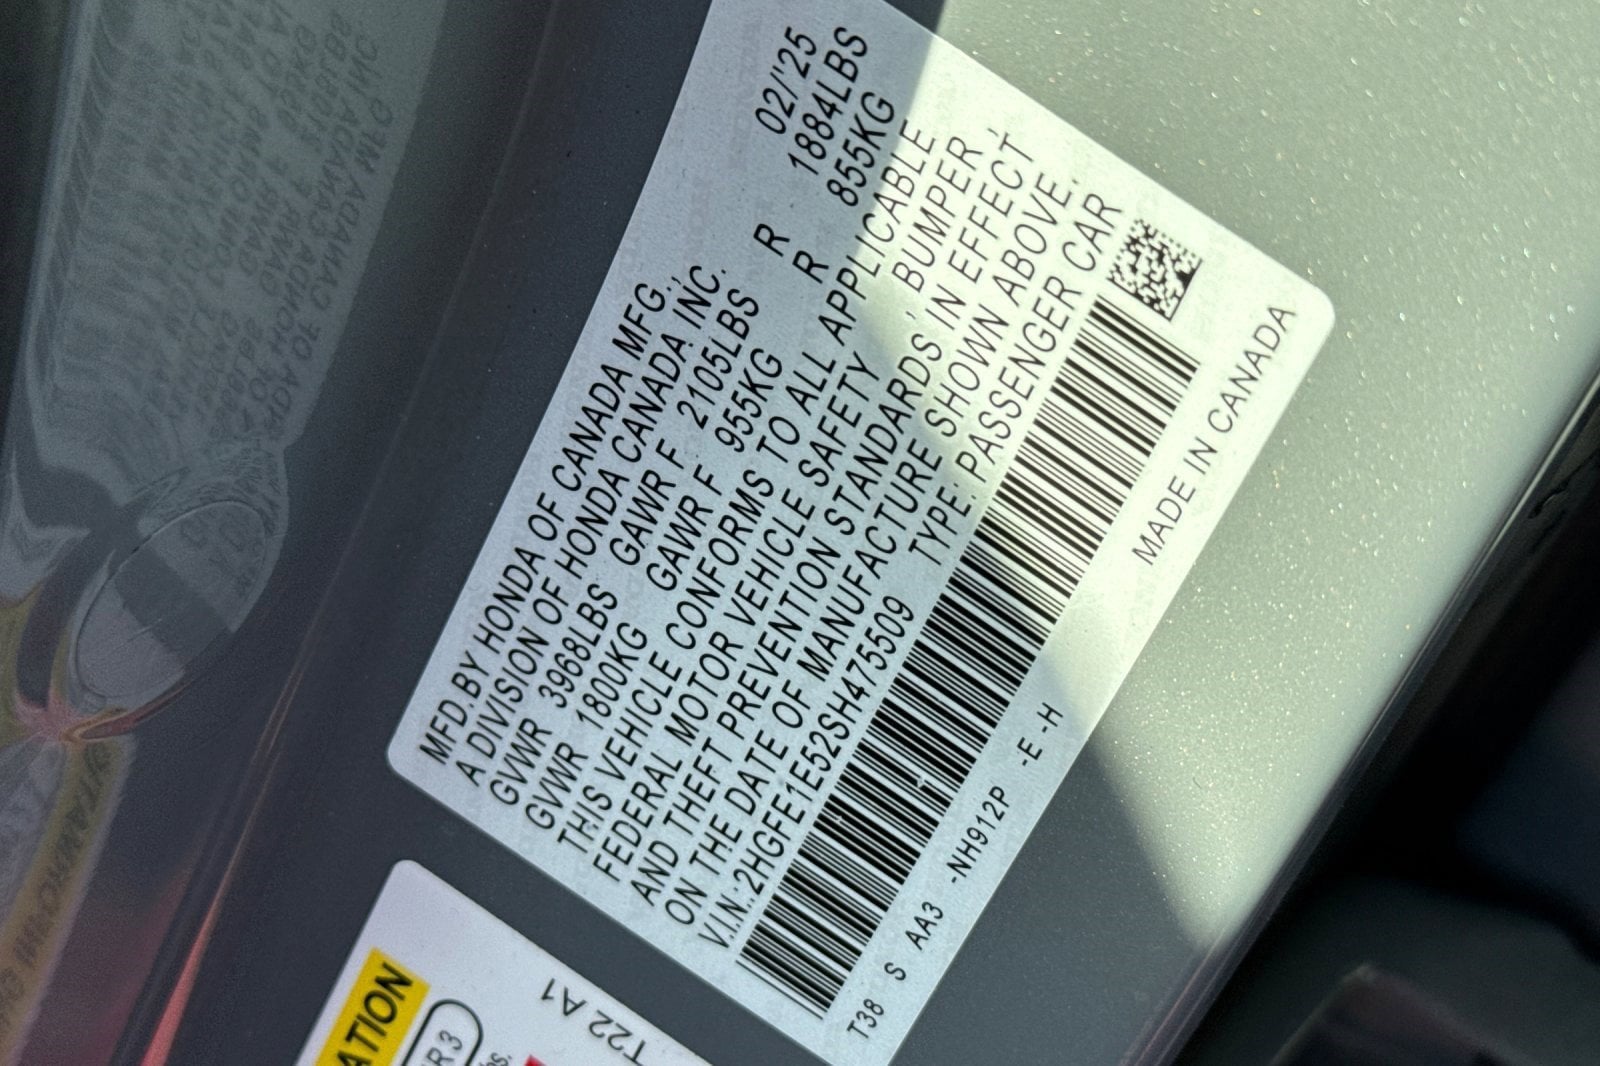 MFD.BY HONDA OF CANADA MFG., 02/'25
A DIVISION OF HONDA CANADA INC.
GVWR 3968LBS GAWR F 2105LBS R 1884LBS
GVWR 1800KG GAWR F 955KG R 855KG
THIS VEHICLE CONFORMS TO ALL APPLICABLE
FEDERAL MOTOR VEHICLE SAFETY, BUMPER,
AND THEFT PREVENTION STANDARDS IN EFFECT
ON THE DATE OF MANUFACTURE SHOWN ABOVE.
V.I.N.:2HGFE1E52SH475509 TYPE: PASSENGER CAR
T38 S AA3 -NH912P -E -H
MADE IN CANADA
T22 A1